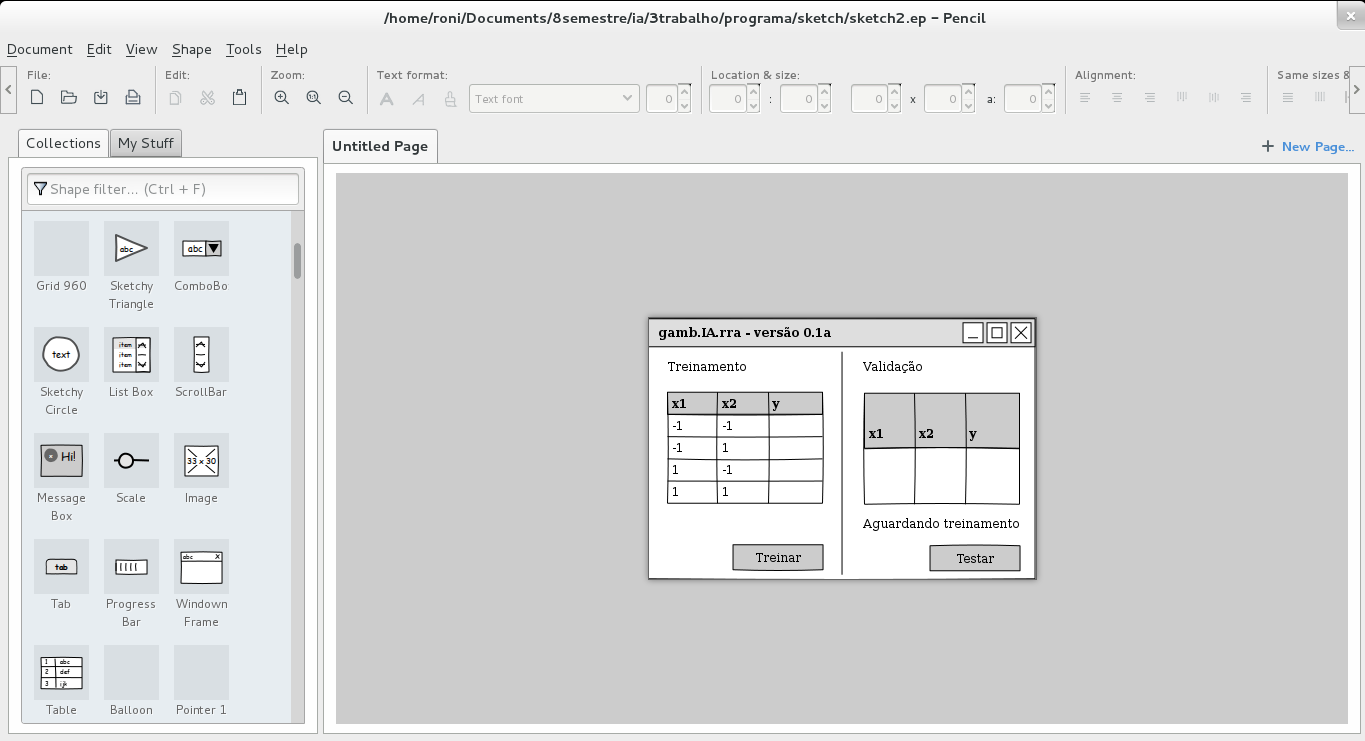 /home/roni/Documents/8semestre/ia/3trabalho/programa/sketch/sketch2.ep - Pencil
Document Edit View Shape Tools Help
File: Edit: Zoom: Text format: Location & size: Alignment: Same sizes &
1:1 A A Text font 0 0 : 0 0 x 0 a: 0
Collections My Stuff
Untitled Page
New Page...
Shape filter... (Ctrl + F)
abc abc
Grid 960 Sketchy Triangle ComboBo
text item item item
Sketchy Circle List Box ScrollBar
Hi! 33 x 30
Message Box Scale Image
tab abc X
Tab Progress Bar Windown Frame
1 abc
2 def
3 ijk
Table Balloon Pointer 1
gamb.IA.rra - versão 0.1a
Treinamento
x1 x2 y
-1 -1
-1 1
1 -1
1 1
Treinar
Validação
x1 x2 y
Aguardando treinamento
Testar